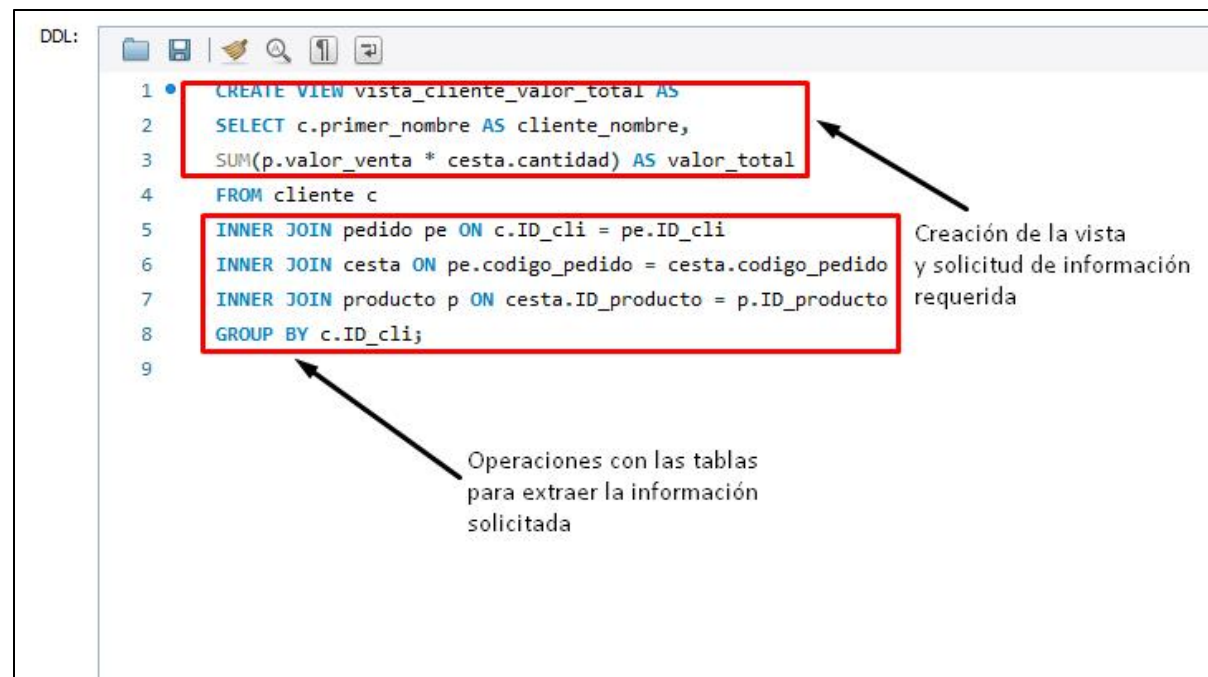 DDL:
1 CREATE VIEW vista_cliente_valor_total AS
2 SELECT c.primer_nombre AS cliente_nombre,
3 SUM(p.valor_venta * cesta.cantidad) AS valor_total
4 FROM cliente c
5 INNER JOIN pedido pe ON c.ID_cli = pe.ID_cli
6 INNER JOIN cesta ON pe.codigo_pedido = cesta.codigo_pedido
7 INNER JOIN producto p ON cesta.ID_producto = p.ID_producto
8 GROUP BY c.ID_cli;
9
Creación de la vista
y solicitud de información
requerida
Operaciones con las tablas
para extraer la información
solicitada